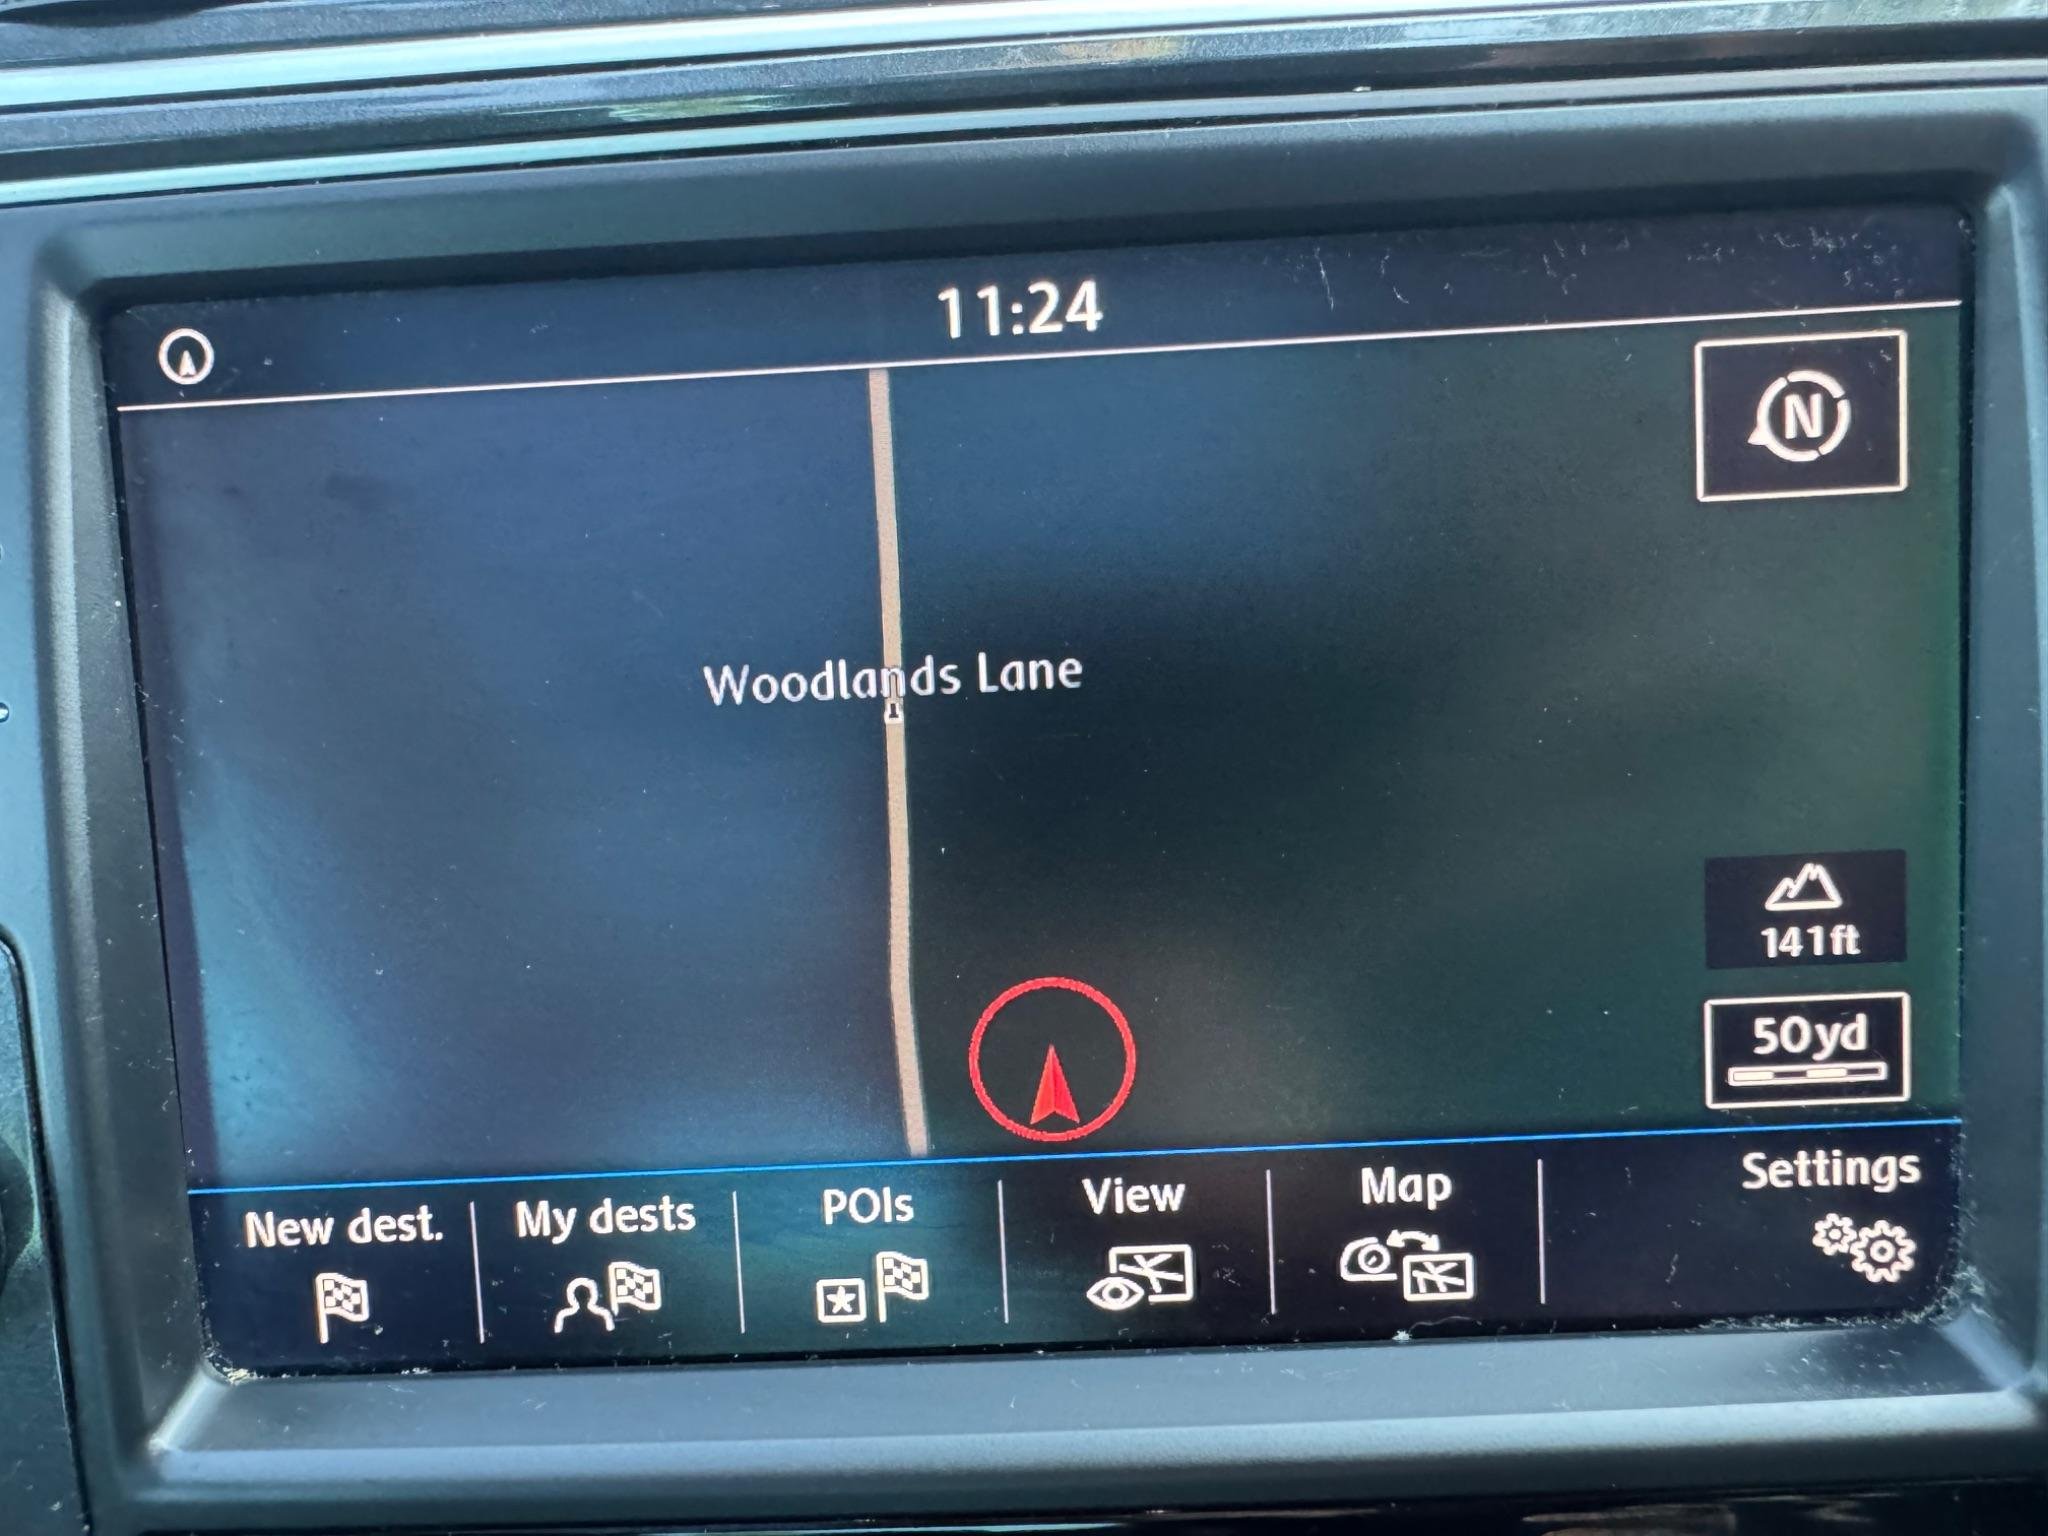 11:24
N
Woodlands Lane
141ft
50yd
New dest.
My dests
POIs
View
Map
Settings